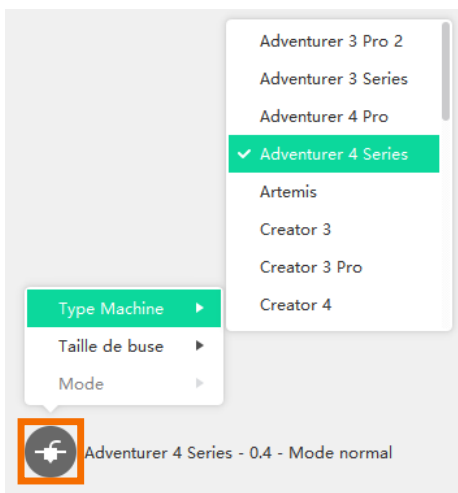 Adventurer 3 Pro 2
Adventurer 3 Series
Adventurer 4 Pro
Adventurer 4 Series
Artemis
Creator 3
Creator 3 Pro
Creator 4
Type Machine
Taille de buse
Mode
Adventurer 4 Series - 0.4 - Mode normal